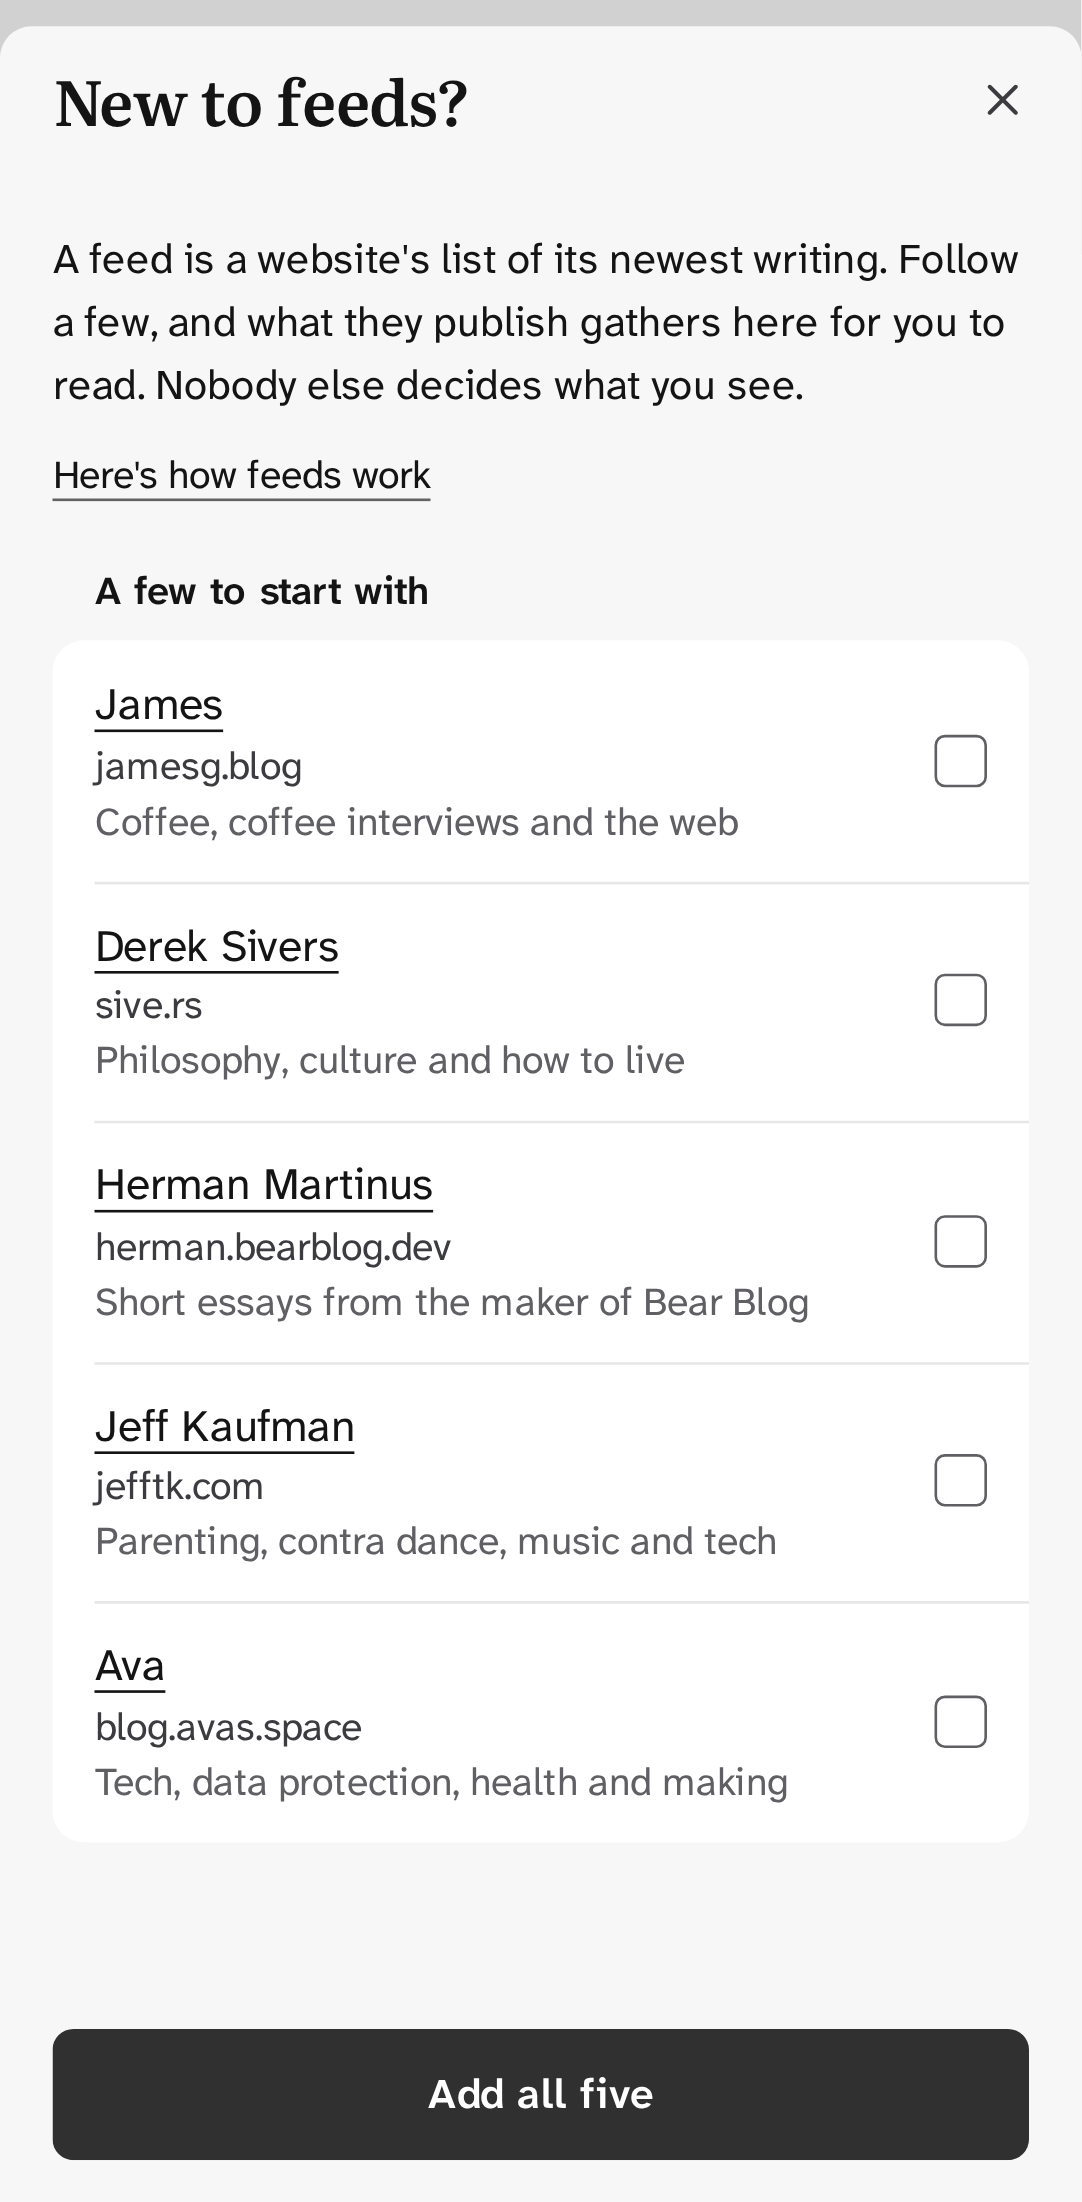 New to feeds?
A feed is a website's list of its newest writing. Follow
a few, and what they publish gathers here for you to
read. Nobody else decides what you see.
Here's how feeds work
A few to start with
James
jamesg.blog
Coffee, coffee interviews and the web
Derek Sivers
sive.rs
Philosophy, culture and how to live
Herman Martinus
herman.bearblog.dev
Short essays from the maker of Bear Blog
Jeff Kaufman
jefftk.com
Parenting, contra dance, music and tech
Ava
blog.avas.space
Tech, data protection, health and making
Add all five